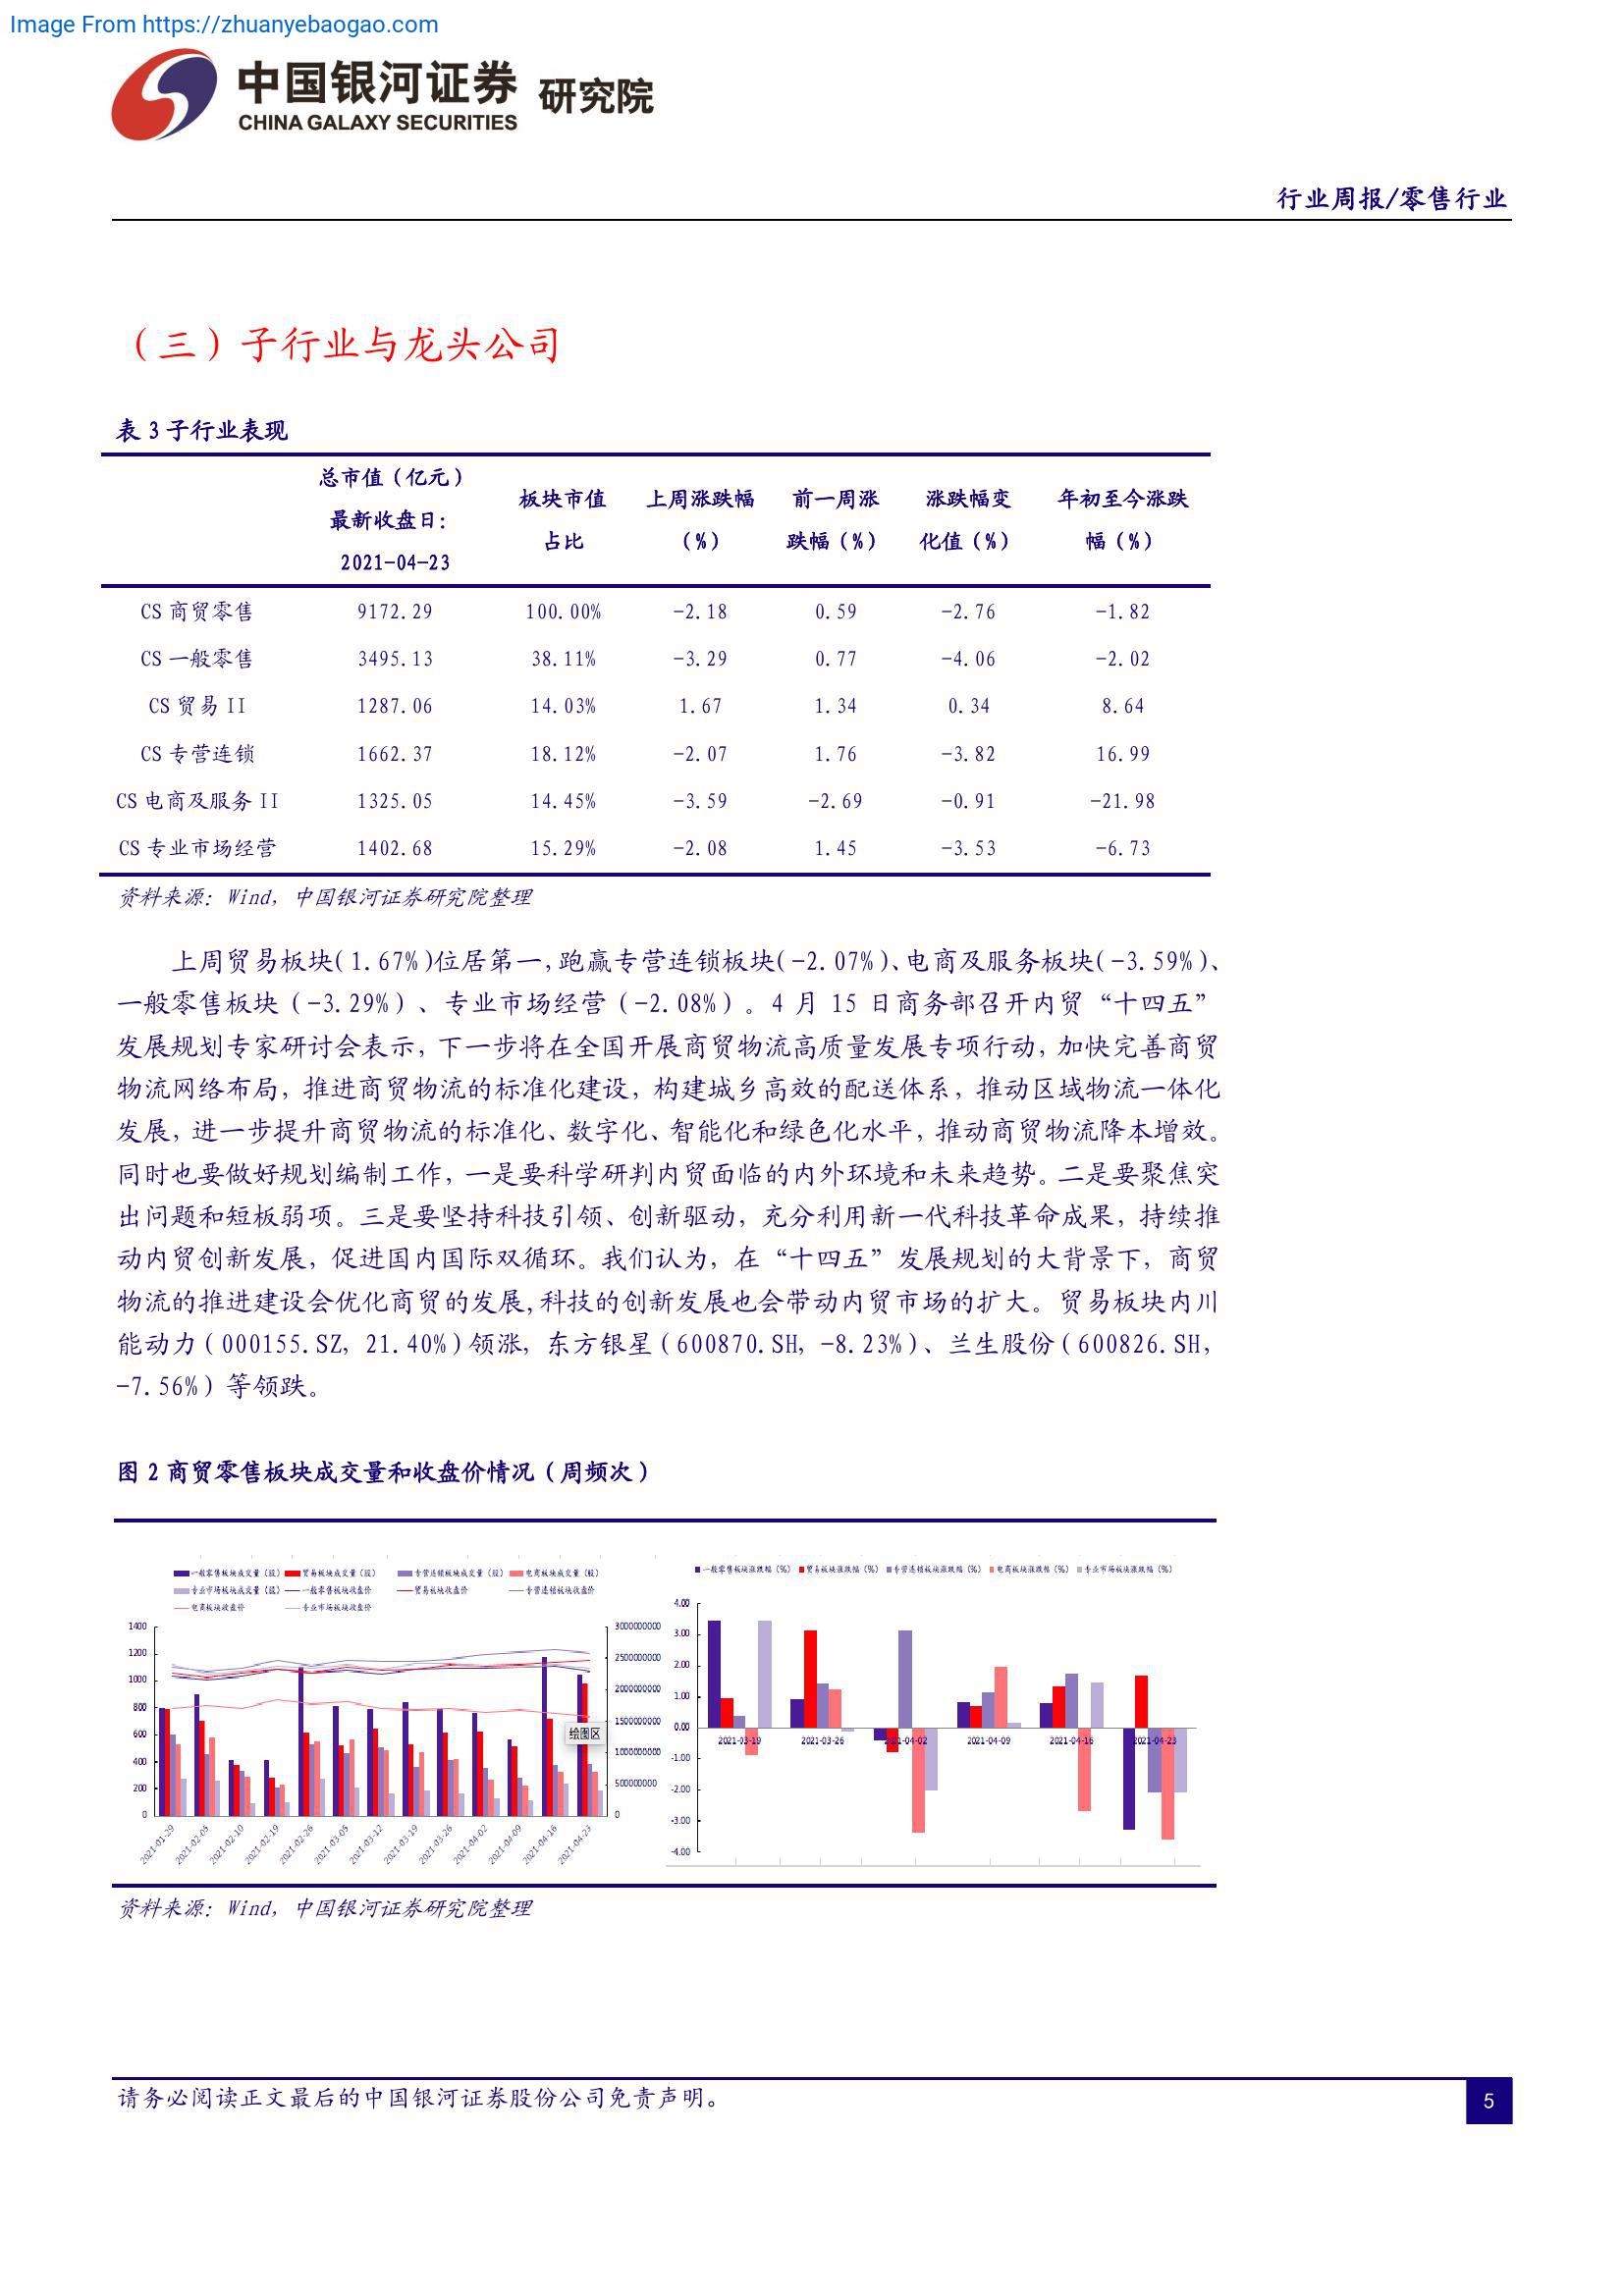 Image From https://zhuanyebaogao.com
中国银河证券 研究院
CHINA GALAXY SECURITIES
行业周报/零售行业
（三）子行业与龙头公司
表 3 子行业表现
总市值（亿元） 最新收盘日： 2021-04-23 板块市值占比 上周涨跌幅（%） 前一周涨跌幅（%） 涨跌幅变化值（%） 年初至今涨跌幅（%）
CS 商贸零售 9172.29 100.00% -2.18 0.59 -2.76 -1.82
CS 一般零售 3495.13 38.11% -3.29 0.77 -4.06 -2.02
CS 贸易 II 1287.06 14.03% 1.67 1.34 0.34 8.64
CS 专营连锁 1662.37 18.12% -2.07 1.76 -3.82 16.99
CS 电商及服务 II 1325.05 14.45% -3.59 -2.69 -0.91 -21.98
CS 专业市场经营 1402.68 15.29% -2.08 1.45 -3.53 -6.73
资料来源：Wind，中国银河证券研究院整理
上周贸易板块(1.67%)位居第一，跑赢专营连锁板块(-2.07%)、电商及服务板块(-3.59%)、
一般零售板块（-3.29%）、专业市场经营（-2.08%）。4 月 15 日商务部召开内贸“十四五”
发展规划专家研讨会表示，下一步将在全国开展商贸物流高质量发展专项行动，加快完善商贸
物流网络布局，推进商贸物流的标准化建设，构建城乡高效的配送体系，推动区域物流一体化
发展，进一步提升商贸物流的标准化、数字化、智能化和绿色化水平，推动商贸物流降本增效。
同时也要做好规划编制工作，一是要科学研判内贸面临的内外环境和未来趋势。二是要聚焦突
出问题和短板弱项。三是要坚持科技引领、创新驱动，充分利用新一代科技革命成果，持续推
动内贸创新发展，促进国内国际双循环。我们认为，在“十四五”发展规划的大背景下，商贸
物流的推进建设会优化商贸的发展,科技的创新发展也会带动内贸市场的扩大。贸易板块内川
能动力（000155.SZ，21.40%）领涨，东方银星（600870.SH，-8.23%）、兰生股份（600826.SH，
-7.56%）等领跌。
图 2 商贸零售板块成交量和收盘价情况（周频次）
一般零售板块成交量（股） 贸易板块成交量（股） 专营连锁板块成交量（股） 电商板块成交量（股）
专业市场板块成交量（股） 一般零售板块收盘价 贸易板块收盘价 专营连锁板块收盘价
电商板块收盘价 专业市场板块收盘价
1400
1200
1000
800
600
400
200
0
3000000000
2500000000
2000000000
1500000000
1000000000
500000000
0
绘图区
2021-01-29 2021-02-05 2021-02-10 2021-02-19 2021-02-26 2021-03-05 2021-03-12 2021-03-19 2021-03-26 2021-04-02 2021-04-09 2021-04-16 2021-04-23
一般零售板块涨跌幅（%） 贸易板块涨跌幅（%） 专营连锁板块涨跌幅（%） 电商板块涨跌幅（%） 专业市场板块涨跌幅（%）
4.00
3.00
2.00
1.00
0.00
-1.00
-2.00
-3.00
-4.00
2021-03-19 2021-03-26 2021-04-02 2021-04-09 2021-04-16 2021-04-23
资料来源：Wind，中国银河证券研究院整理
请务必阅读正文最后的中国银河证券股份公司免责声明。
5